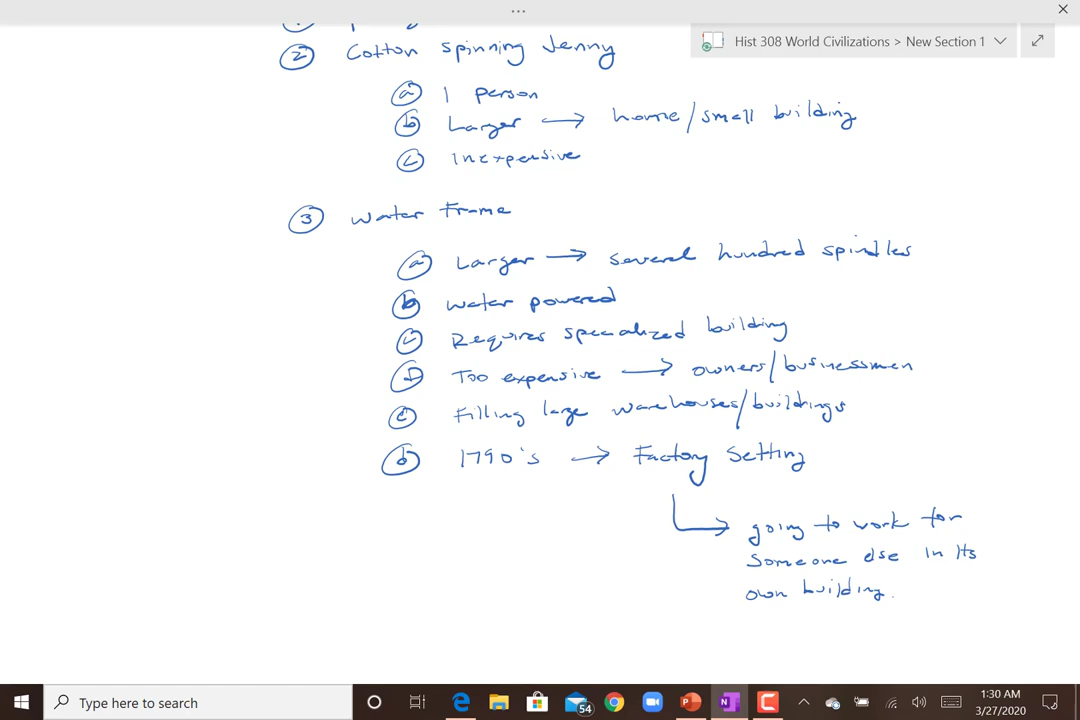 Hist 308 World Civilizations > New Section 1
② Cotton spinning Jenny
ⓐ 1 person
ⓑ Larger → home/small building
ⓒ Inexpensive
③ Water Frame
ⓐ Larger → several hundred spindles
ⓑ Water powered
ⓒ Requires specialized building
ⓓ Too expensive → owners/businessmen
ⓔ Filling large warehouses/buildings
1790's → Factory Setting
going to work for
someone else in its
own building.
Type here to search
54
1:30 AM
3/27/2020